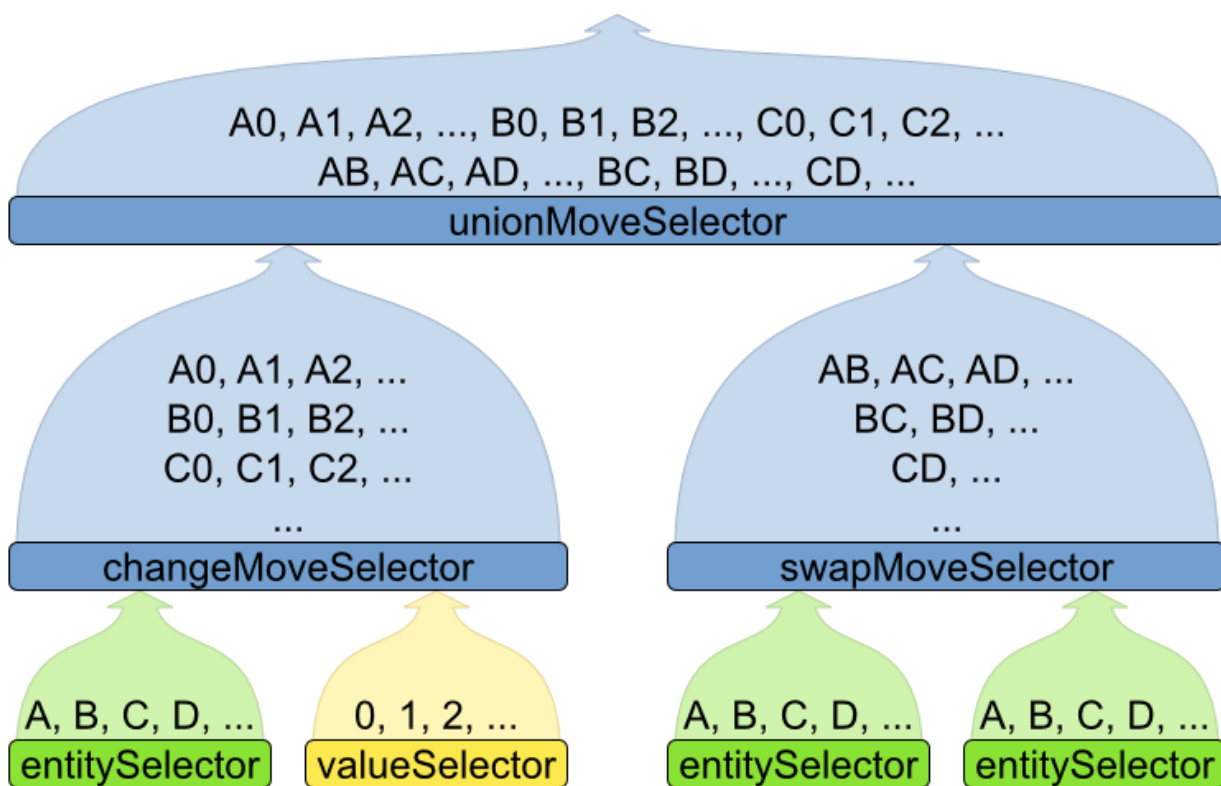 A0, A1, A2, ..., B0, B1, B2, ..., C0, C1, C2, ...
AB, AC, AD, ..., BC, BD, ..., CD, ...
unionMoveSelector
A0, A1, A2, ...
B0, B1, B2, ...
C0, C1, C2, ...
...
changeMoveSelector
AB, AC, AD, ...
BC, BD, ...
CD, ...
...
swapMoveSelector
A, B, C, D, ...
entitySelector
0, 1, 2, ...
valueSelector
A, B, C, D, ...
entitySelector
A, B, C, D, ...
entitySelector